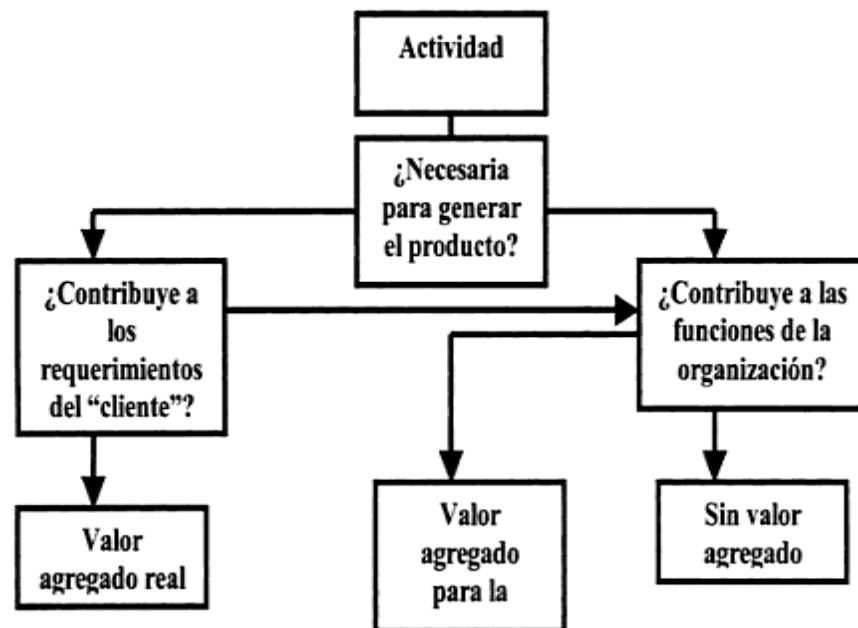 Actividad
¿Necesaria
para generar
el producto?
¿Contribuye a
los
requerimientos
del “cliente”?
¿Contribuye a las
funciones de la
organización?
Valor
agregado real
Valor
agregado
para la
Sin valor
agregado